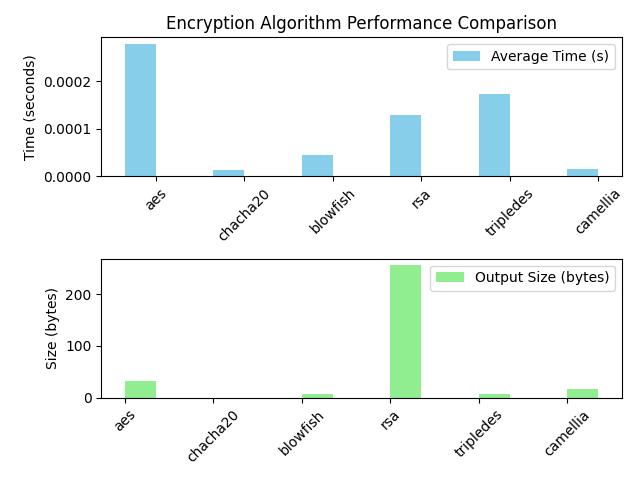 Encryption Algorithm Performance Comparison
Time (seconds)
0.0002
0.0001
0.0000
Average Time (s)
aes
chacha20
blowfish
rsa
tripledes
camellia
Size (bytes)
200
100
0
Output Size (bytes)
aes
chacha20
blowfish
rsa
tripledes
camellia